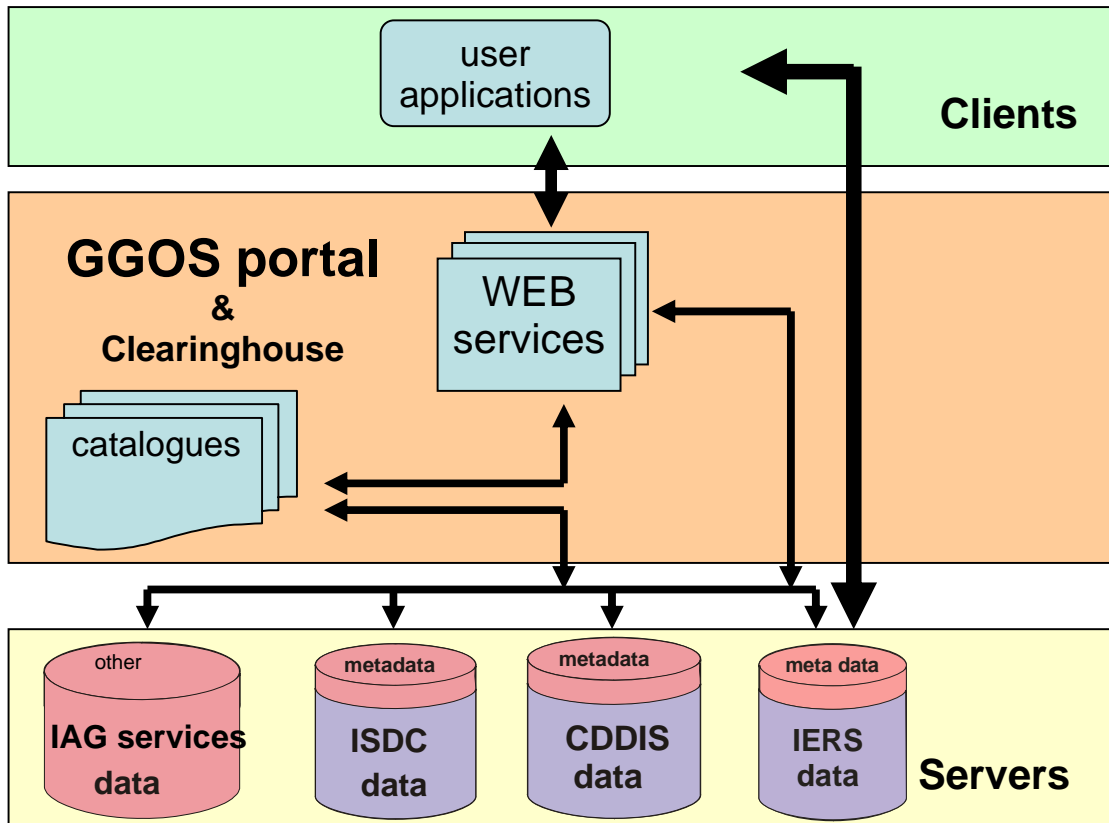 user
applications
Clients
GGOS portal
&
Clearinghouse
WEB
services
catalogues
other
IAG services
data
metadata
ISDC
data
metadata
CDDIS
data
meta data
IERS
data
Servers